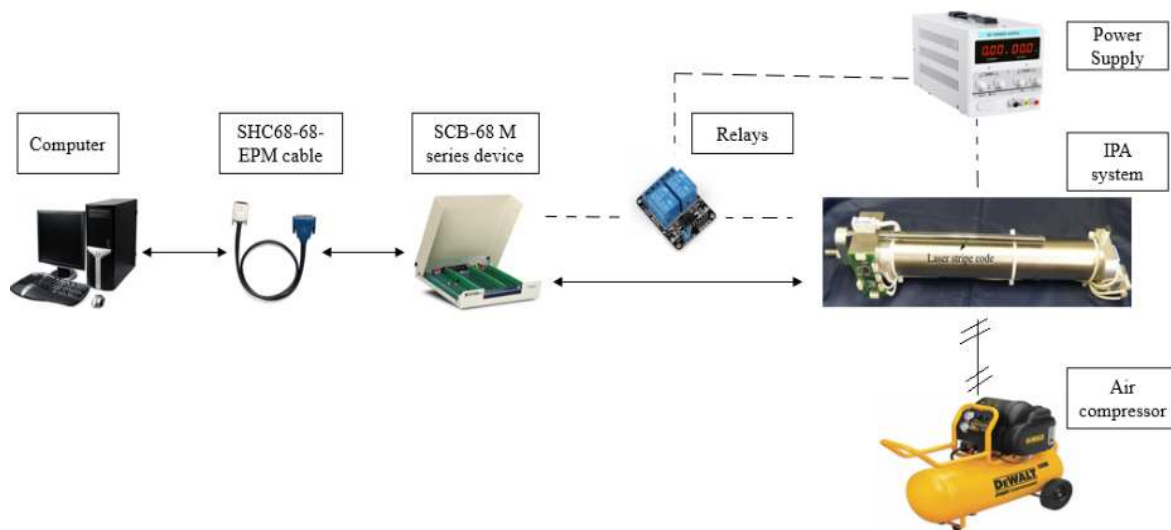 Power
Supply
Computer
SHC68-68-
EPM cable
SCB-68 M
series device
Relays
IPA
system
Laser stripe code
Air
compressor
DEWALT